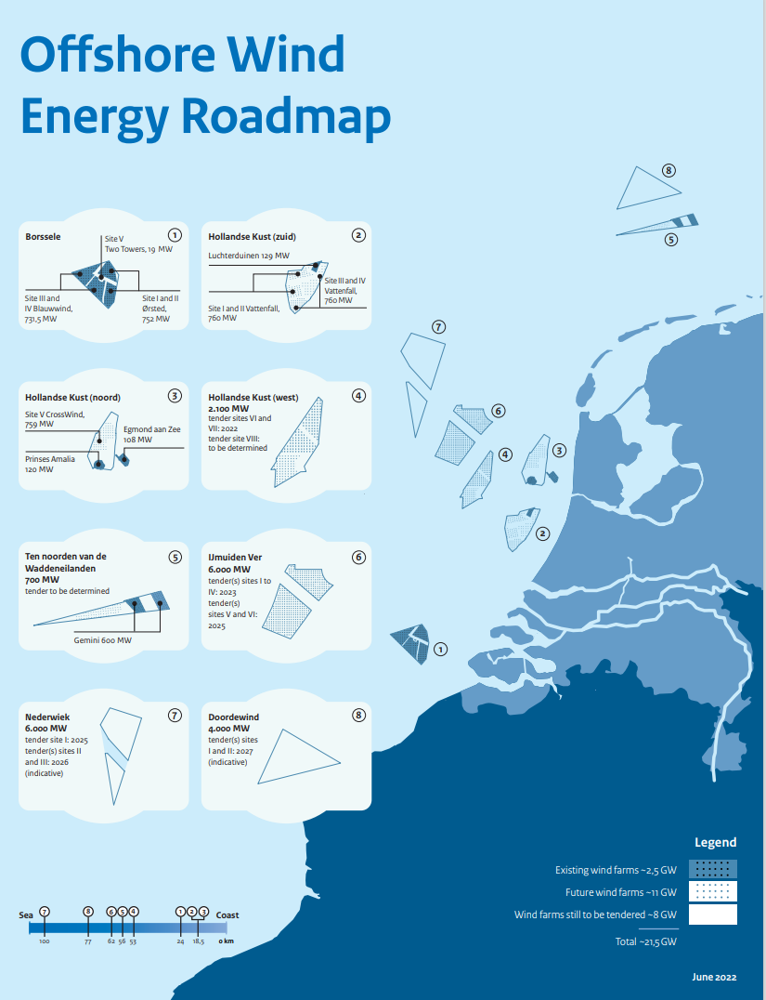 Offshore Wind
Energy Roadmap
8
5
7
6
4
3
2
1
Borssele
1
Site V
Two Towers, 19 MW
Site III and
IV Blauwwind,
731,5 MW
Site I and II
Ørsted,
752 MW
Hollandse Kust (zuid)
2
Luchterduinen 129 MW
Site III and IV
Vattenfall,
760 MW
Site I and II Vattenfall,
760 MW
Hollandse Kust (noord)
3
Site V CrossWind,
759 MW
Egmond aan Zee
108 MW
Prinses Amalia
120 MW
Hollandse Kust (west)
4
2.100 MW
tender sites VI and
VII: 2022
tender site VIII:
to be determined
Ten noorden van de
Waddeneilanden
5
700 MW
tender to be determined
Gemini 600 MW
IJmuiden Ver
6
6.000 MW
tender(s) sites I to
IV: 2023
tender(s)
sites V and VI:
2025
Nederwiek
7
6.000 MW
tender site I: 2025
tender(s) sites II
and III: 2026
(indicative)
Doordewind
8
4.000 MW
tender(s) sites
I and II: 2027
(indicative)
Legend
Existing wind farms ~2,5 GW
Future wind farms ~11 GW
Wind farms still to be tendered ~8 GW
Total ~21,5 GW
Sea 7 8 6 5 4 1 2 3 Coast
100 77 62 56 53 24 18,5 0 km
June 2022